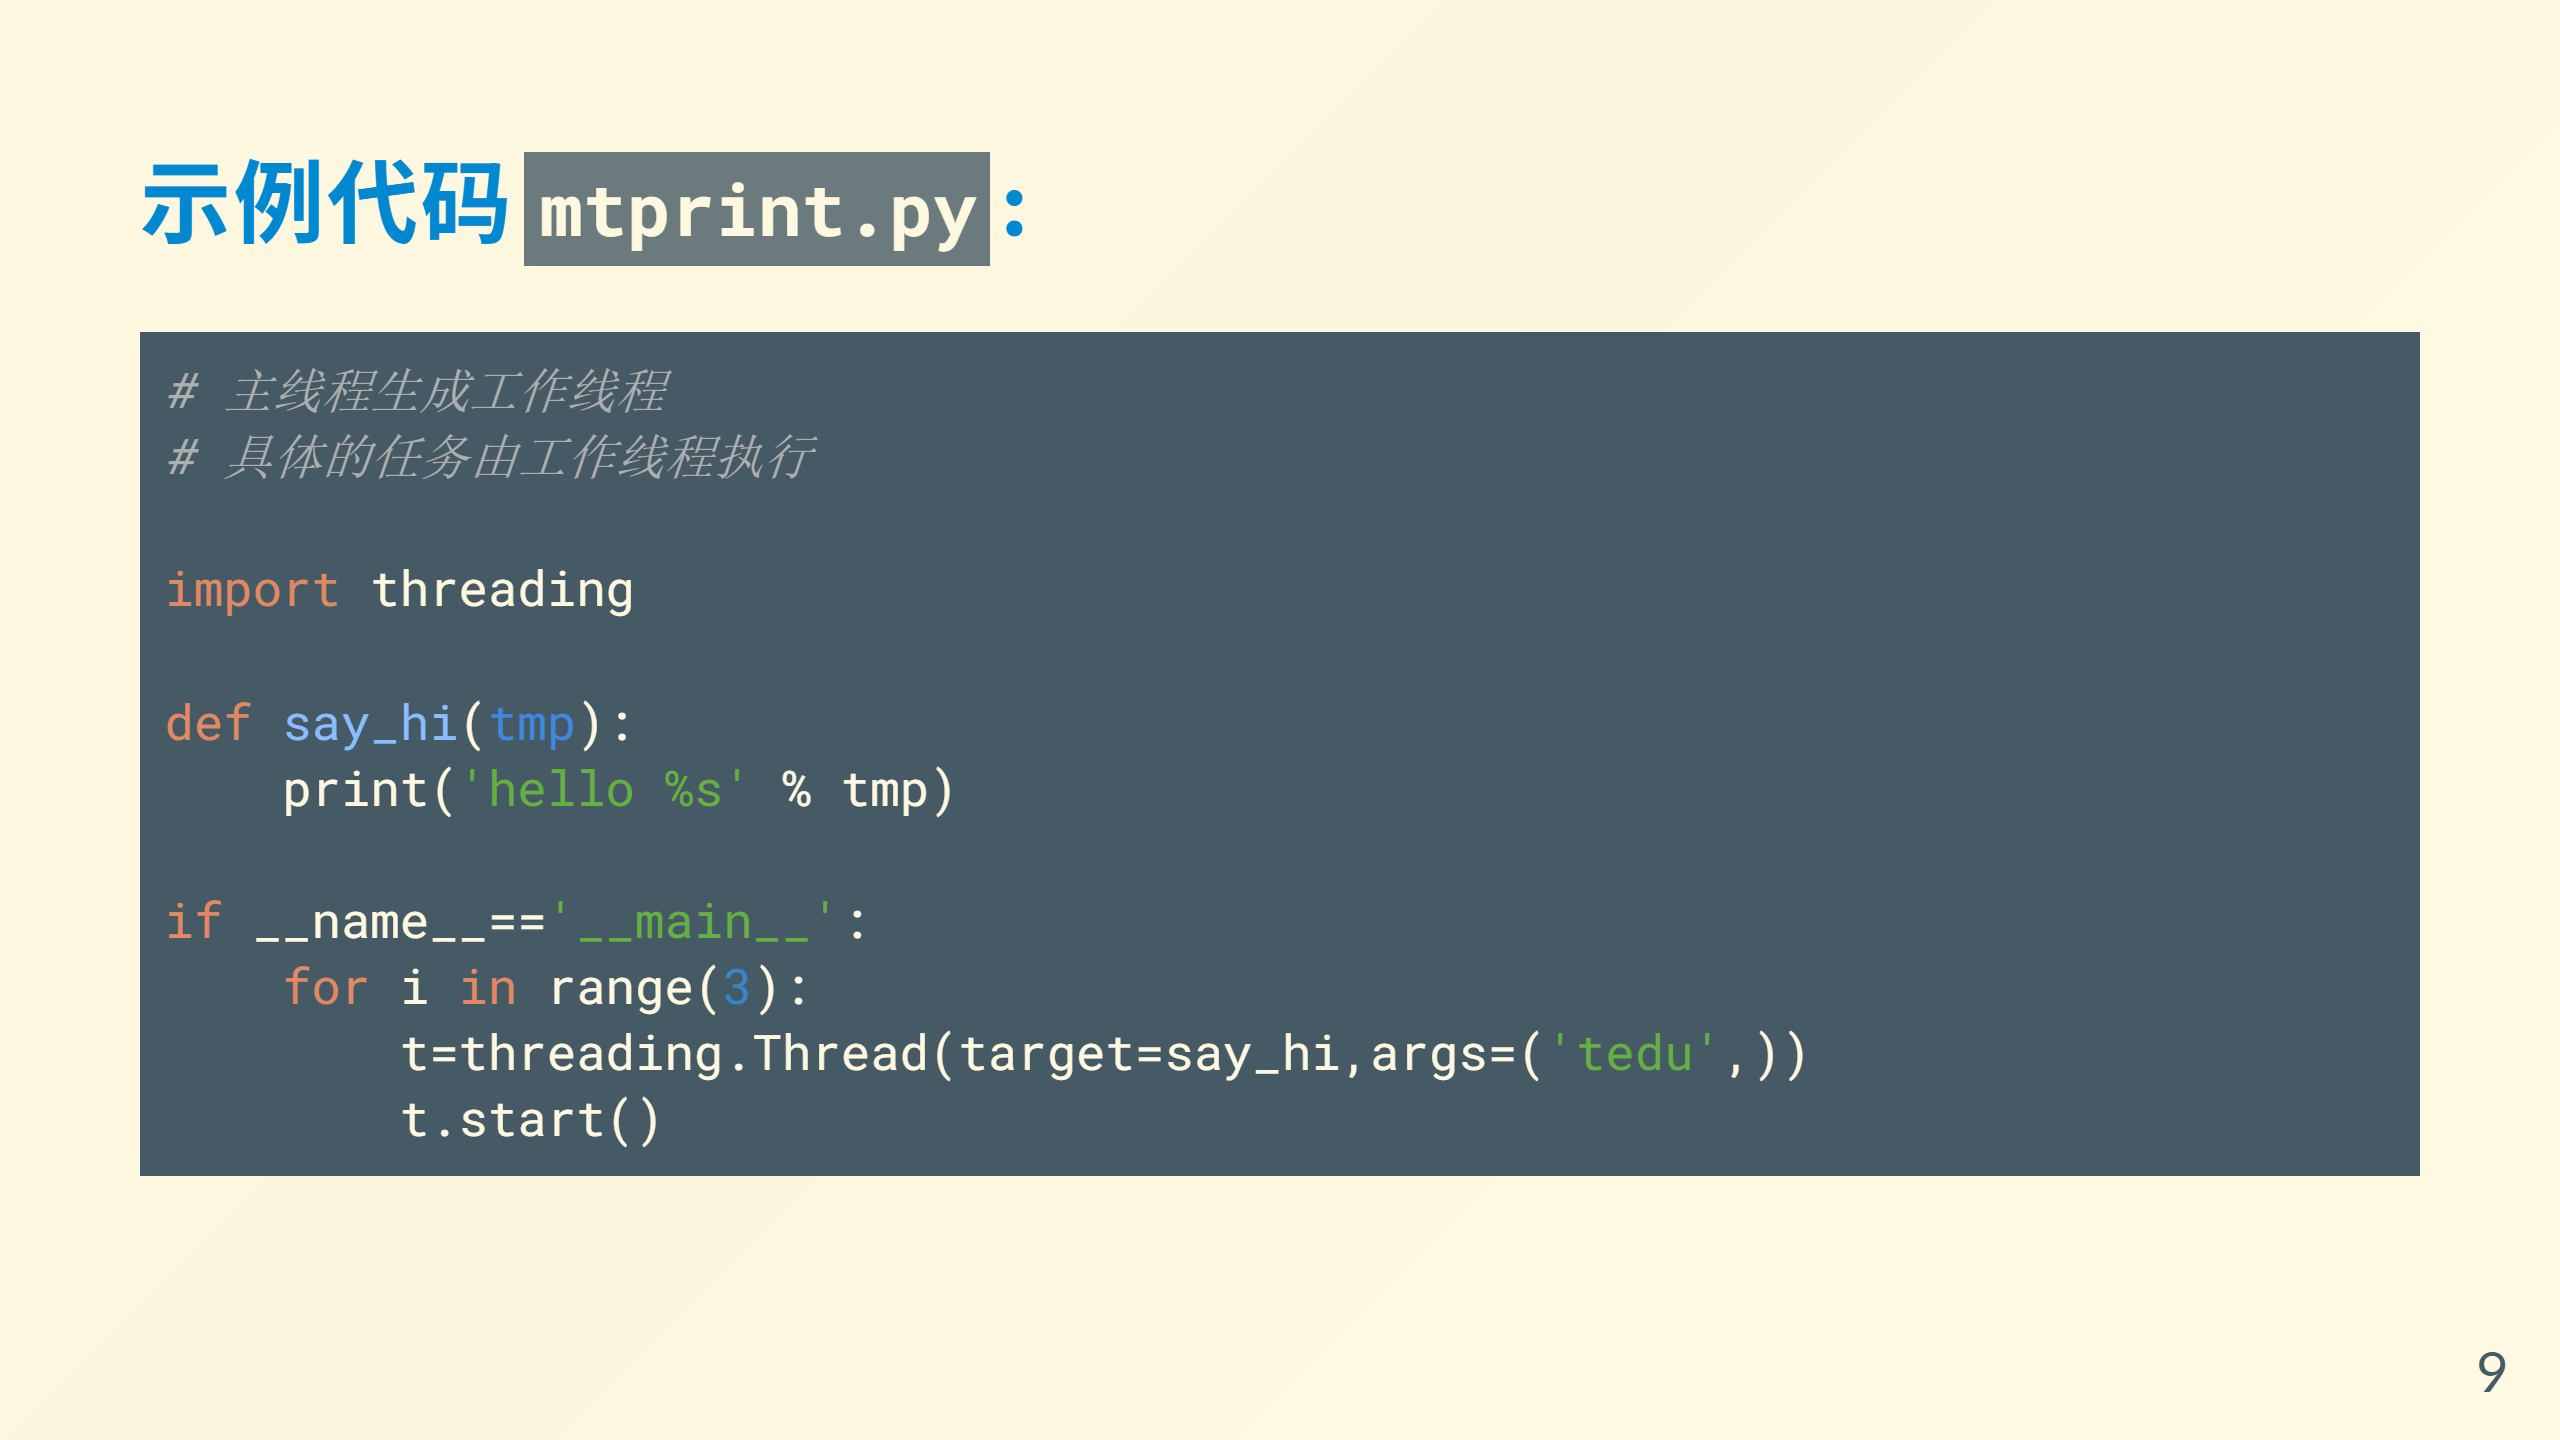 示例代码 mtprint.py :
# 主线程生成工作线程
# 具体的任务由工作线程执行

import threading

def say_hi(tmp):
    print('hello %s' % tmp)

if __name__=='__main__':
    for i in range(3):
        t=threading.Thread(target=say_hi,args=('tedu',))
        t.start()
9